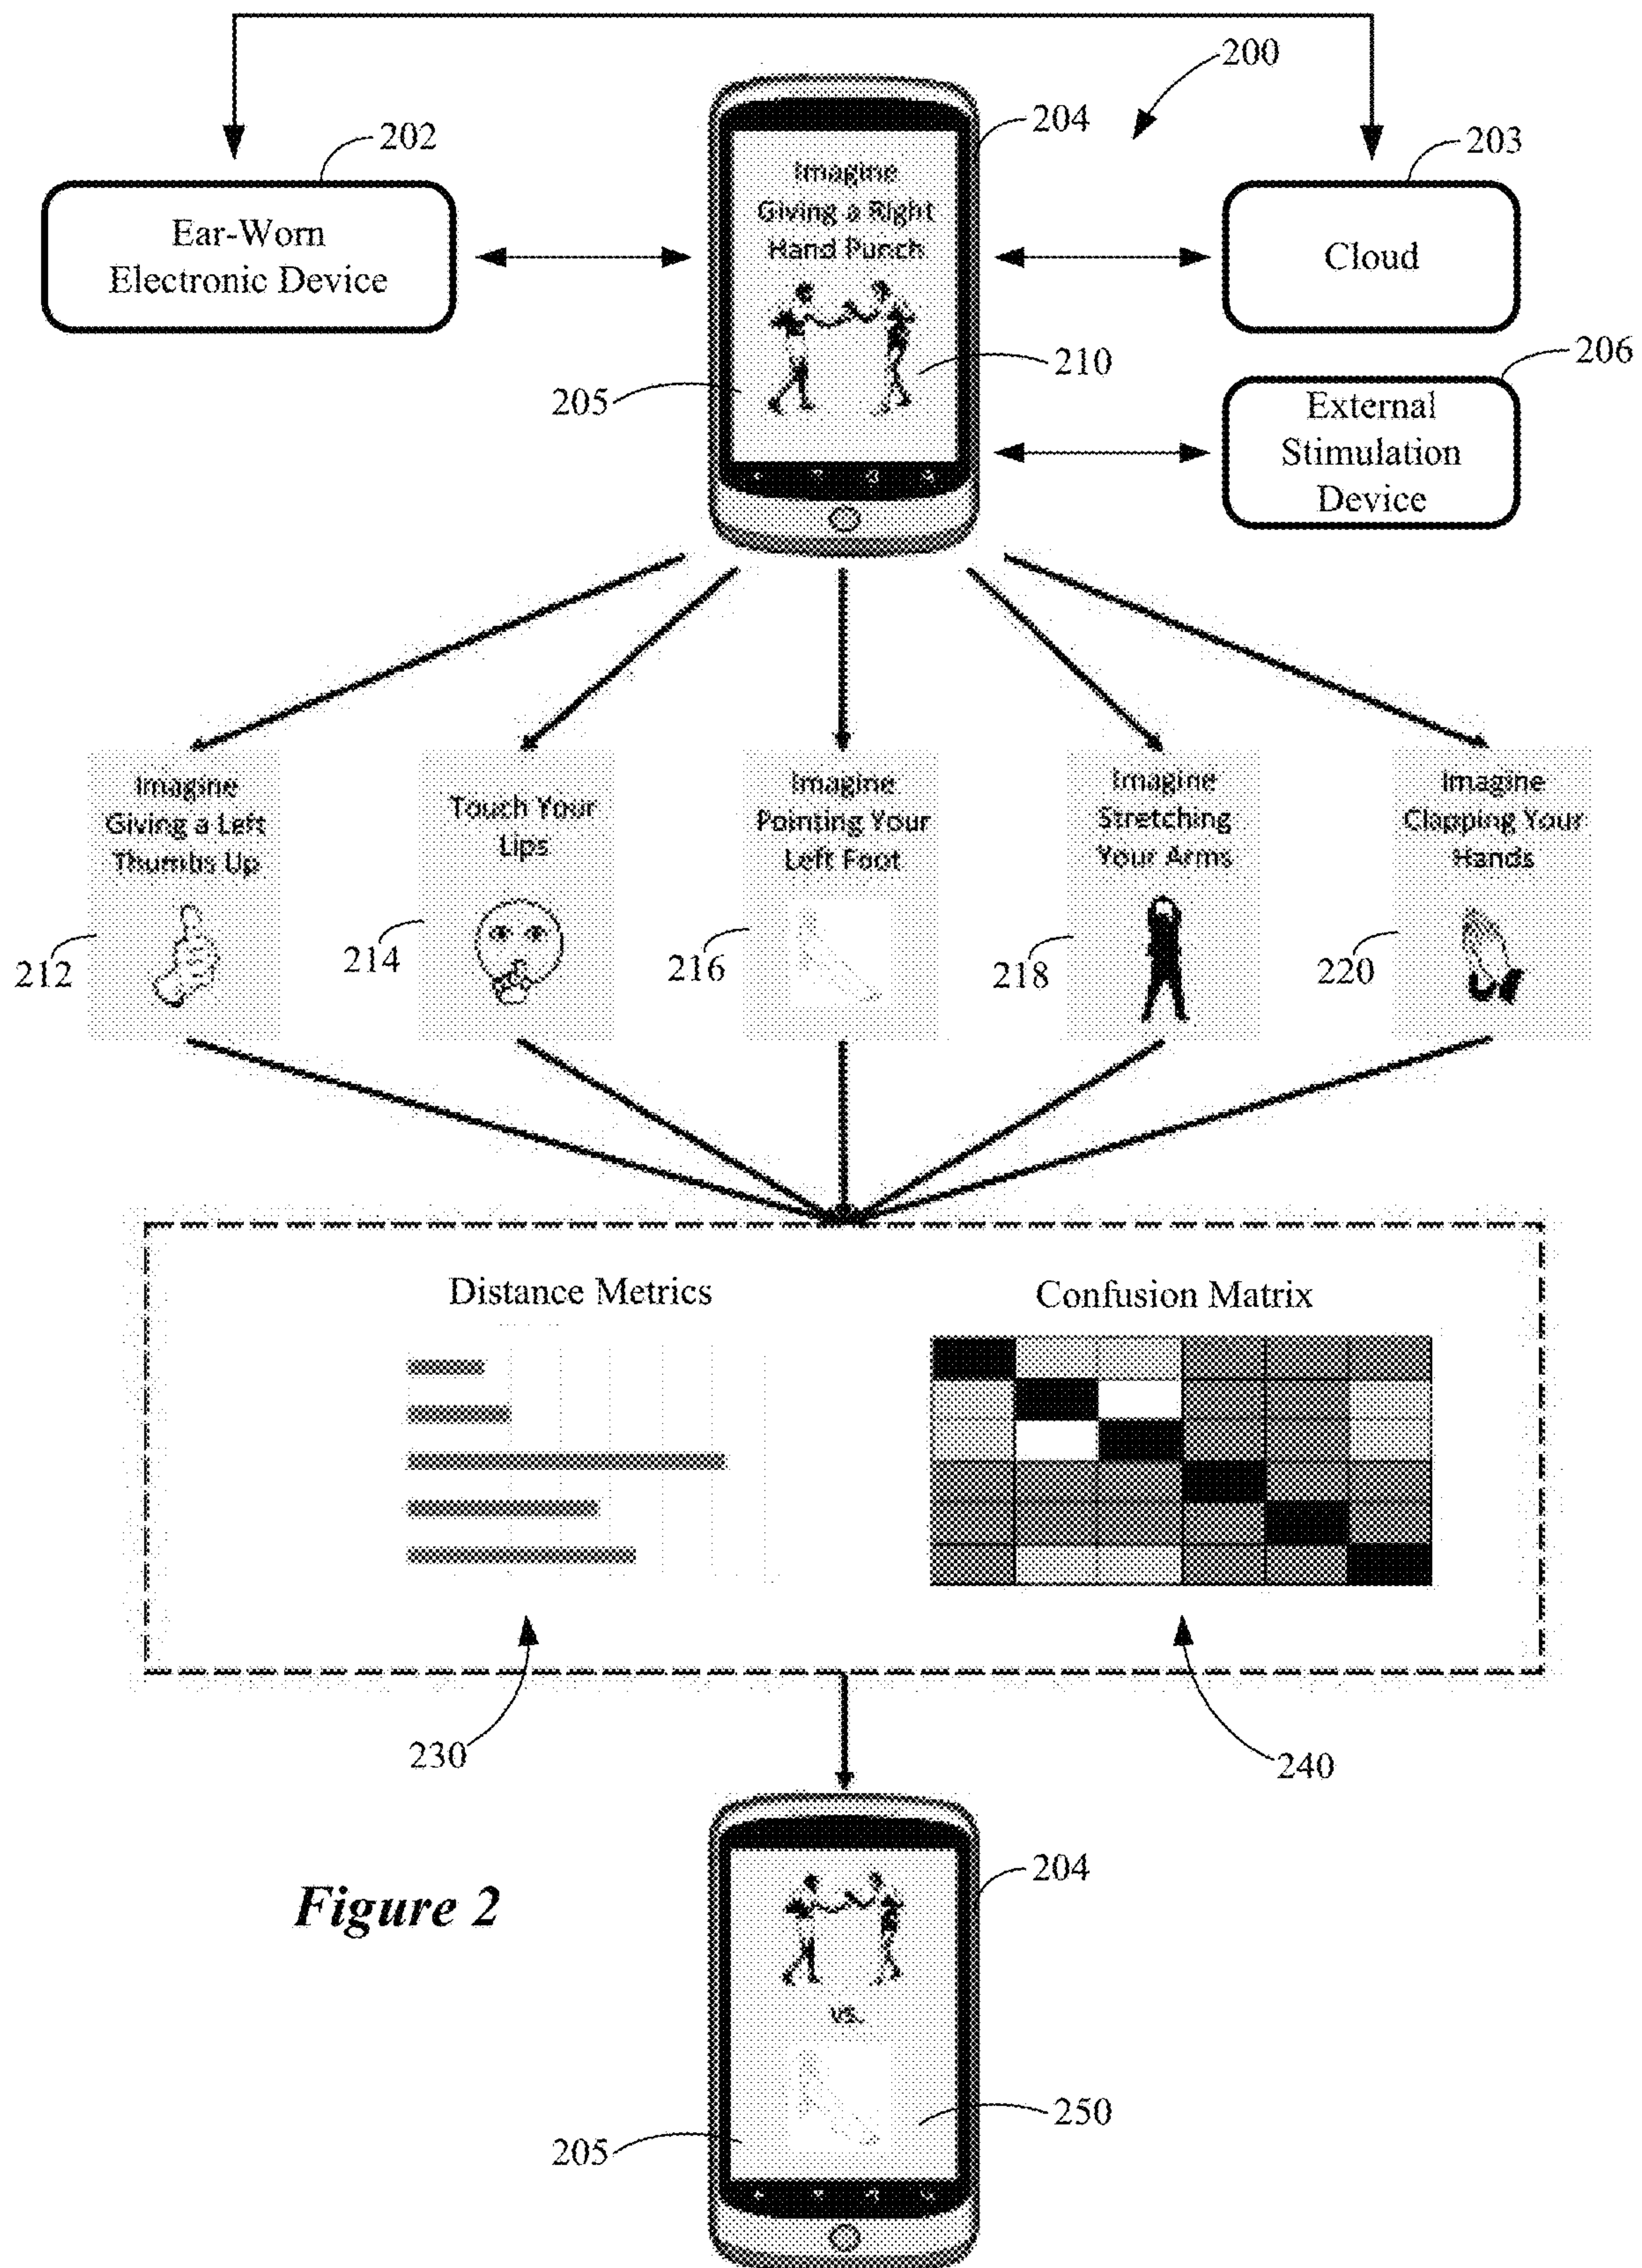 200
202
204
203
Imagine
Giving a Right
Hand Punch
Ear-Worn
Electronic Device
Cloud
206
210
205
External
Stimulation
Device
Imagine
Giving a Left
Thumbs Up
212
Touch Your
Lips
214
Imagine
Pointing Your
Left Foot
216
Imagine
Stretching
Your Arms
218
Imagine
Clapping Your
Hands
220
Distance Metrics
Confusion Matrix
230
240
Figure 2
204
vs.
250
205